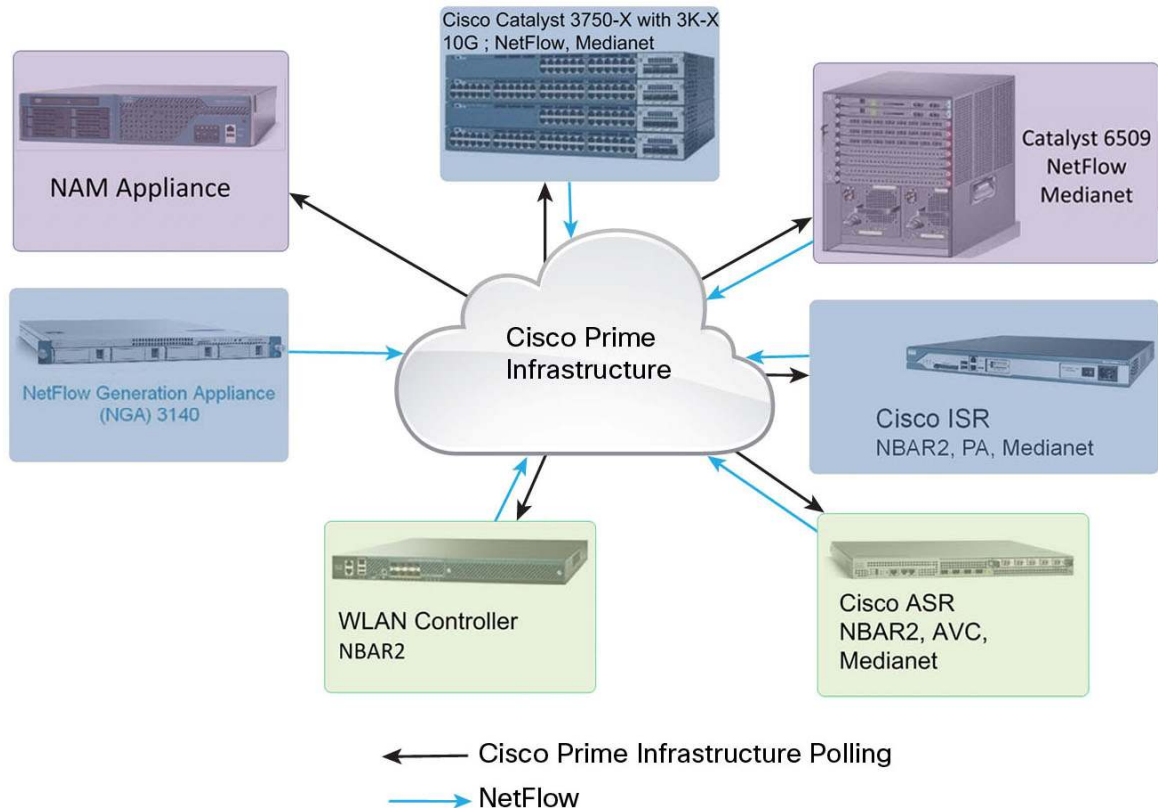 Cisco Catalyst 3750-X with 3K-X
10G ; NetFlow, Medianet
NAM Appliance
Catalyst 6509
NetFlow
Medianet
NetFlow Generation Appliance
(NGA) 3140
Cisco Prime
Infrastructure
Cisco ISR
NBAR2, PA, Medianet
WLAN Controller
NBAR2
Cisco ASR
NBAR2, AVC,
Medianet
Cisco Prime Infrastructure Polling
NetFlow